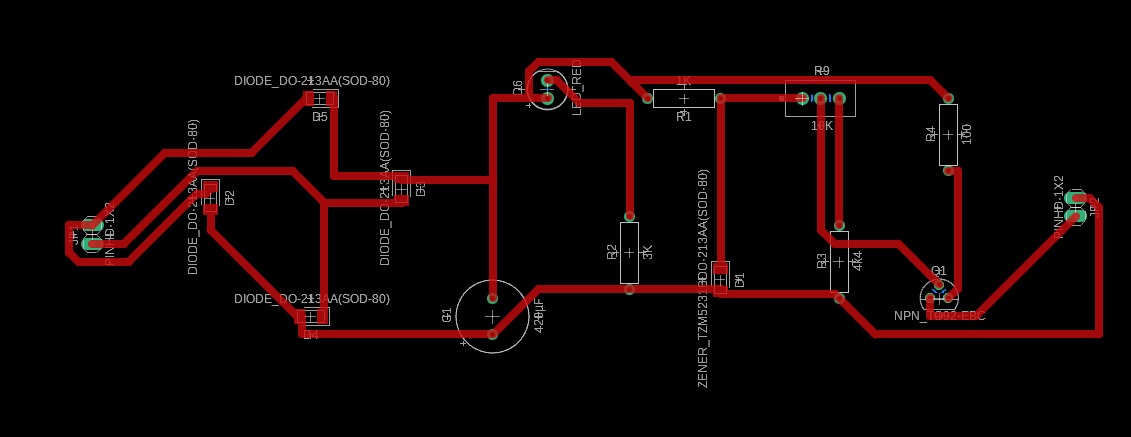 DIODE_DO-213AA(SOD-80)
D5
DIODE_DO-213AA(SOD-80)
D2
JP1
PINHD-1X2
DIODE_DO-213AA(SOD-80)
D3
DIODE_DO-213AA(SOD-80)
D4
C1
420µF
D6
LED_RED
1K
R1
R2
3K
ZENER_TZM5231BDO-213AA(SOD-80)
D1
R9
10K
R3
4k4
R4
100
Q1
NPN_TO92-EBC
PINHD-1X2
JP2